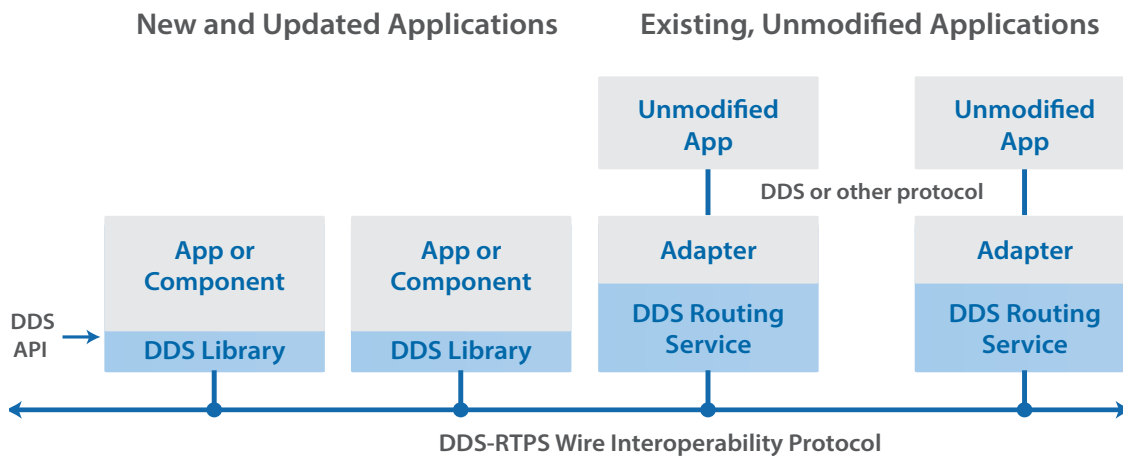 New and Updated Applications
Existing, Unmodified Applications
Unmodified
App
Unmodified
App
DDS or other protocol
App or
Component
App or
Component
Adapter
Adapter
DDS
API
DDS Library
DDS Library
DDS Routing
Service
DDS Routing
Service
DDS-RTPS Wire Interoperability Protocol